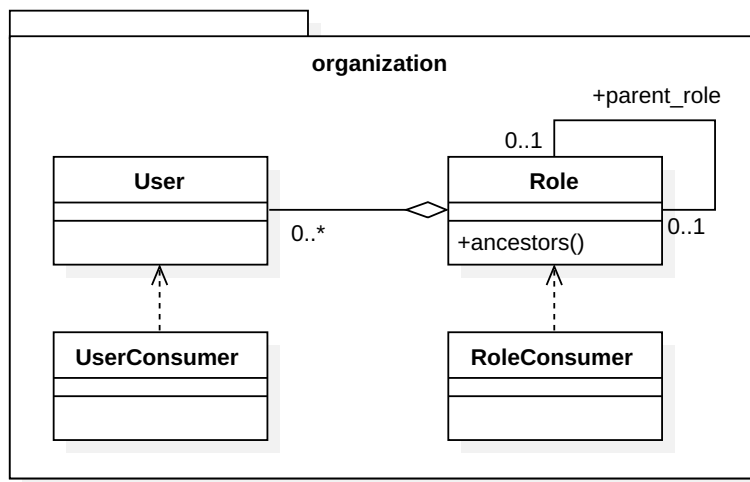 organization
+parent_role
0..1
User
Role
0..*
0..1
+ancestors()
UserConsumer
RoleConsumer